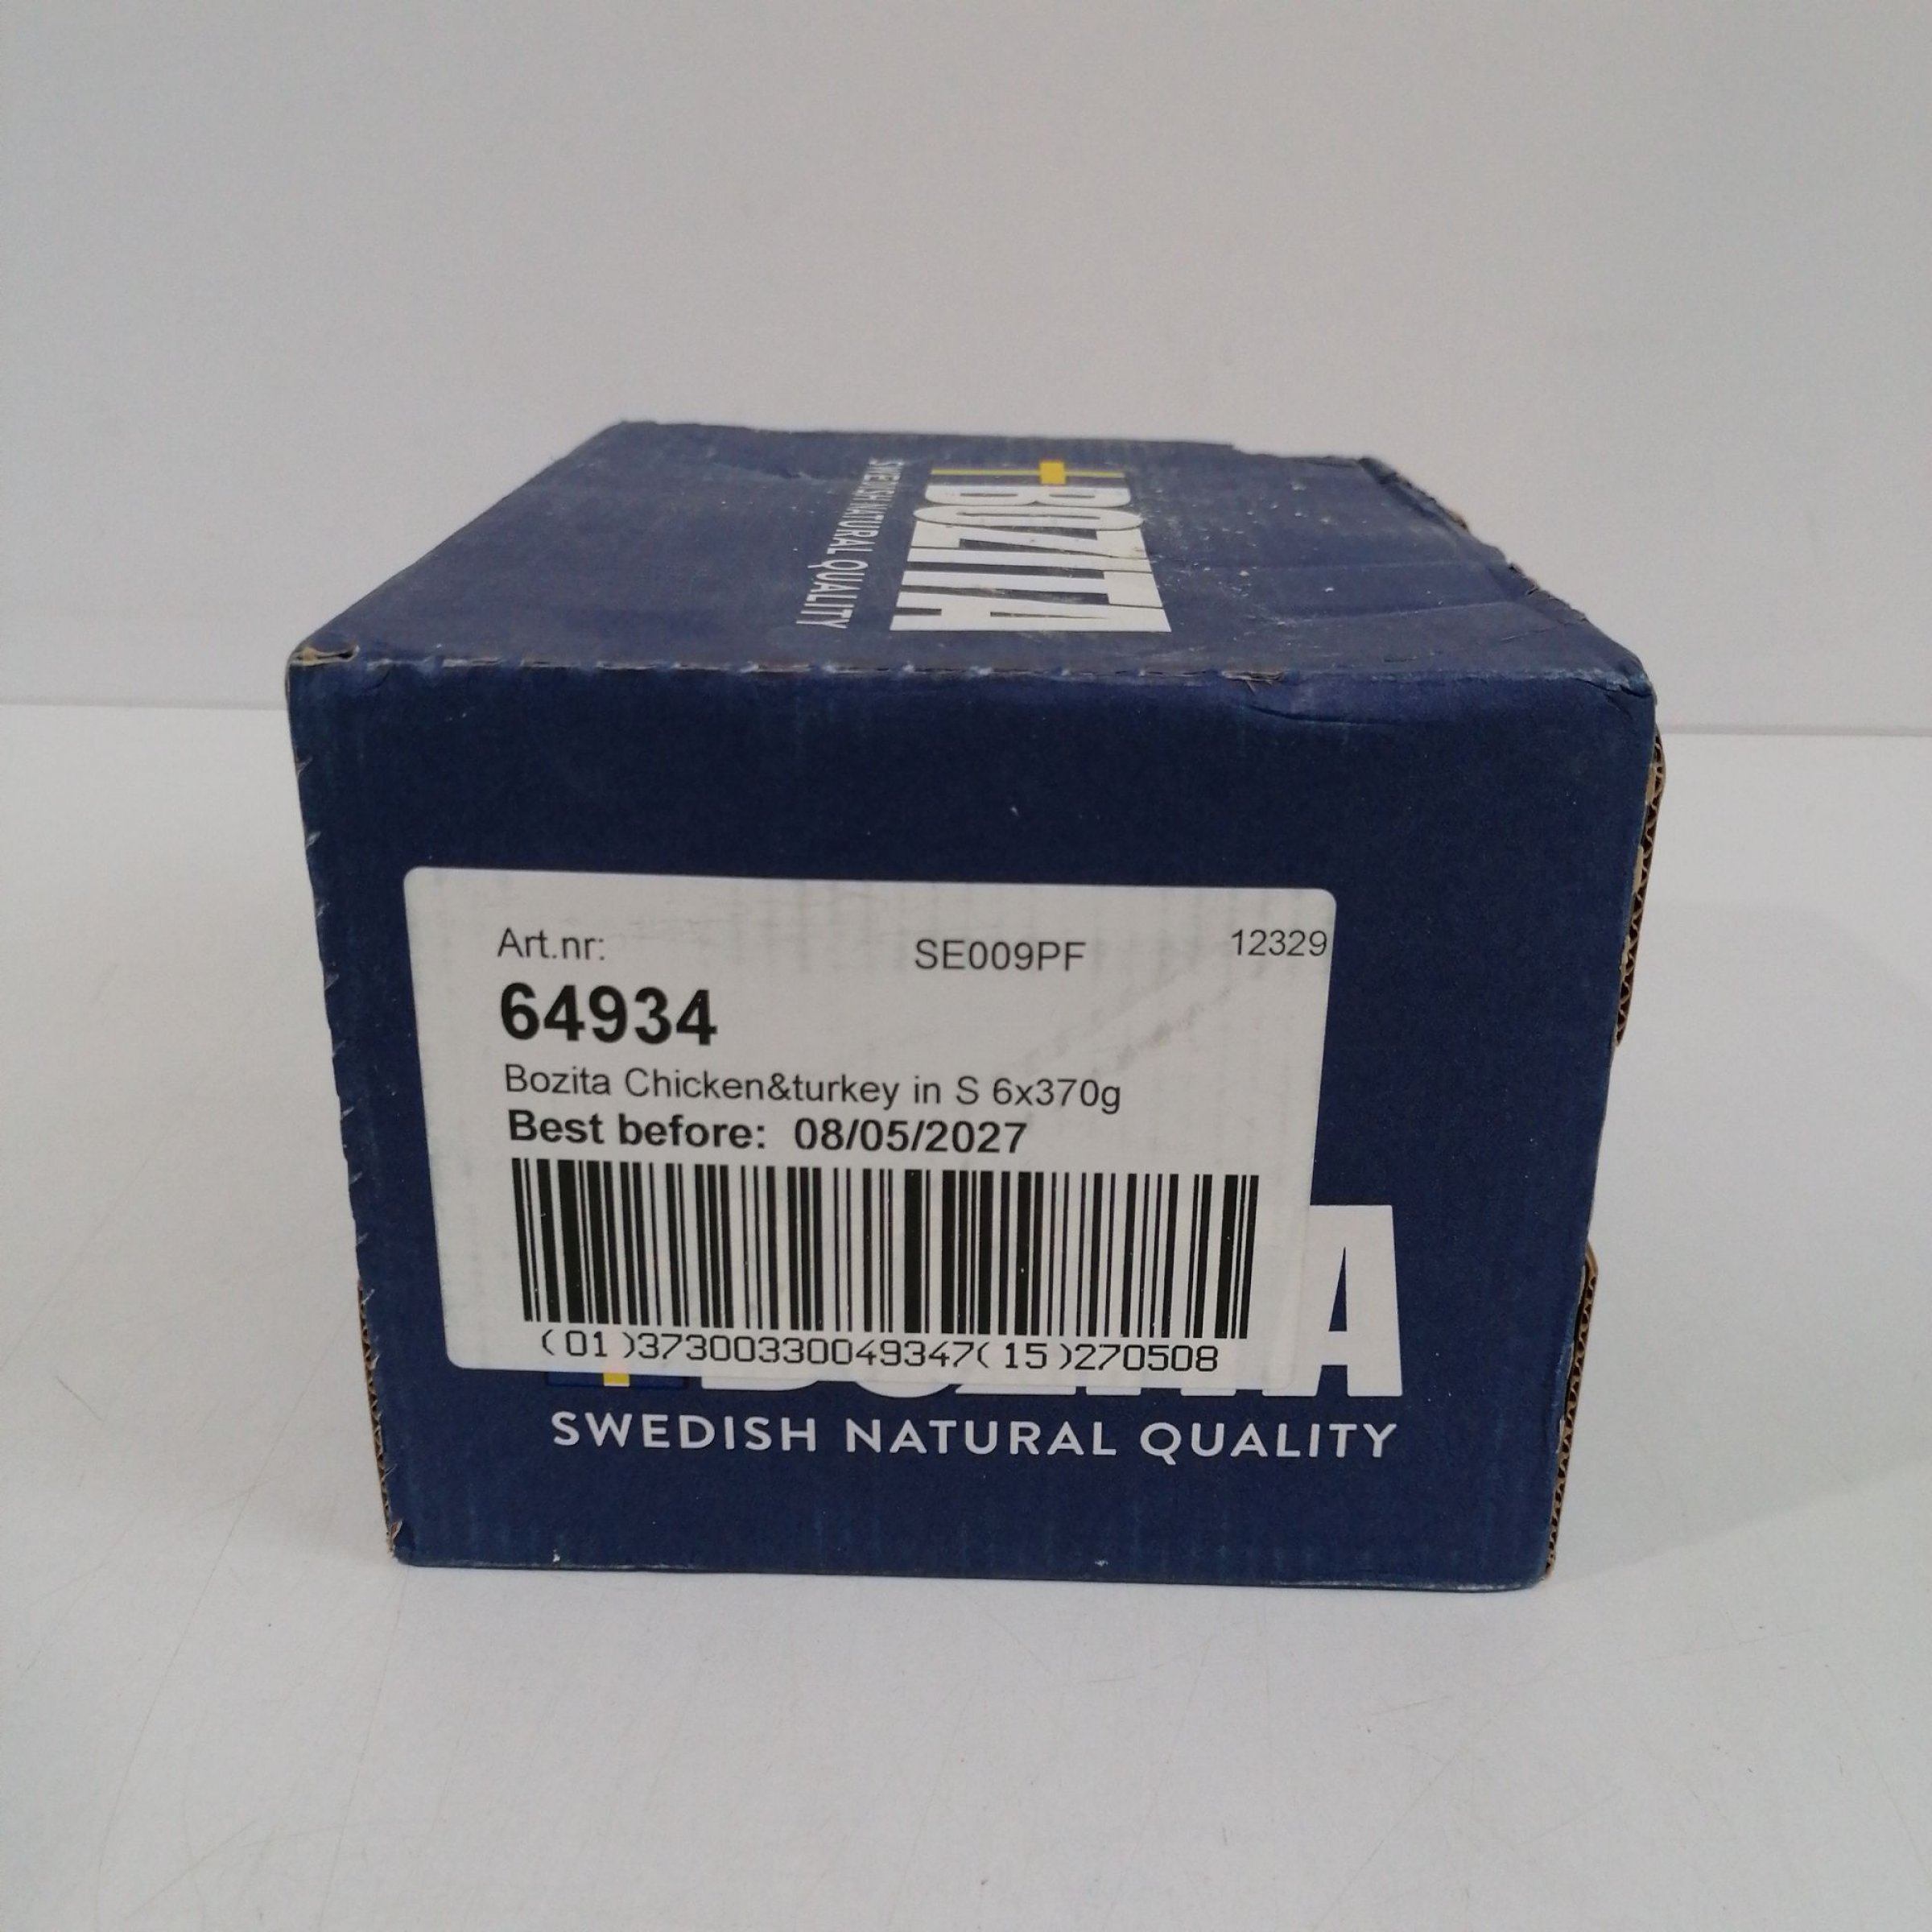 BOZITA
SWEDISH NATURAL QUALITY
Art.nr:
SE009PF
12329
64934
Bozita Chicken&turkey in S 6x370g
Best before: 08/05/2027
(01)37300330049347(15)270508
BOZITA
SWEDISH NATURAL QUALITY